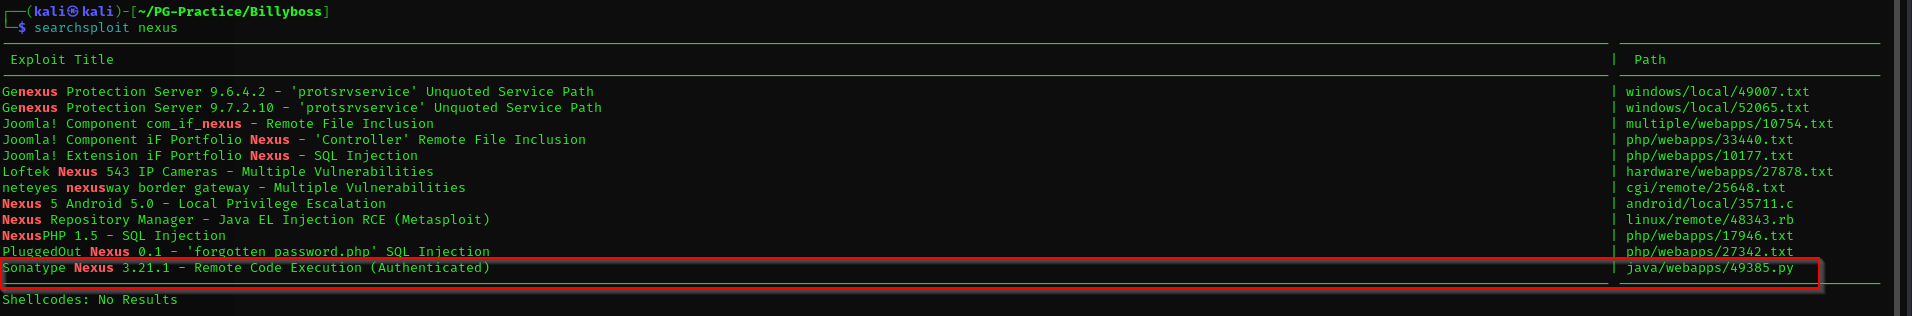 ┌──(kali㉿kali)-[~/PG-Practice/Billyboss]
└─$ searchsploit nexus
Exploit Title | Path
Genexus Protection Server 9.6.4.2 - 'protsrvservice' Unquoted Service Path | windows/local/49007.txt
Genexus Protection Server 9.7.2.10 - 'protsrvservice' Unquoted Service Path | windows/local/52065.txt
Joomla! Component com_if_nexus - Remote File Inclusion | multiple/webapps/10754.txt
Joomla! Component iF Portfolio Nexus - 'Controller' Remote File Inclusion | php/webapps/33440.txt
Joomla! Extension iF Portfolio Nexus - SQL Injection | php/webapps/10177.txt
Loftek Nexus 543 IP Cameras - Multiple Vulnerabilities | hardware/webapps/27878.txt
neteyes nexusway border gateway - Multiple Vulnerabilities | cgi/remote/25648.txt
Nexus 5 Android 5.0 - Local Privilege Escalation | android/local/35711.c
Nexus Repository Manager - Java EL Injection RCE (Metasploit) | linux/remote/48343.rb
NexusPHP 1.5 - SQL Injection | php/webapps/17946.txt
PluggedOut Nexus 0.1 - 'forgotten_password.php' SQL Injection | php/webapps/27342.txt
Sonatype Nexus 3.21.1 - Remote Code Execution (Authenticated) | java/webapps/49385.py
Shellcodes: No Results